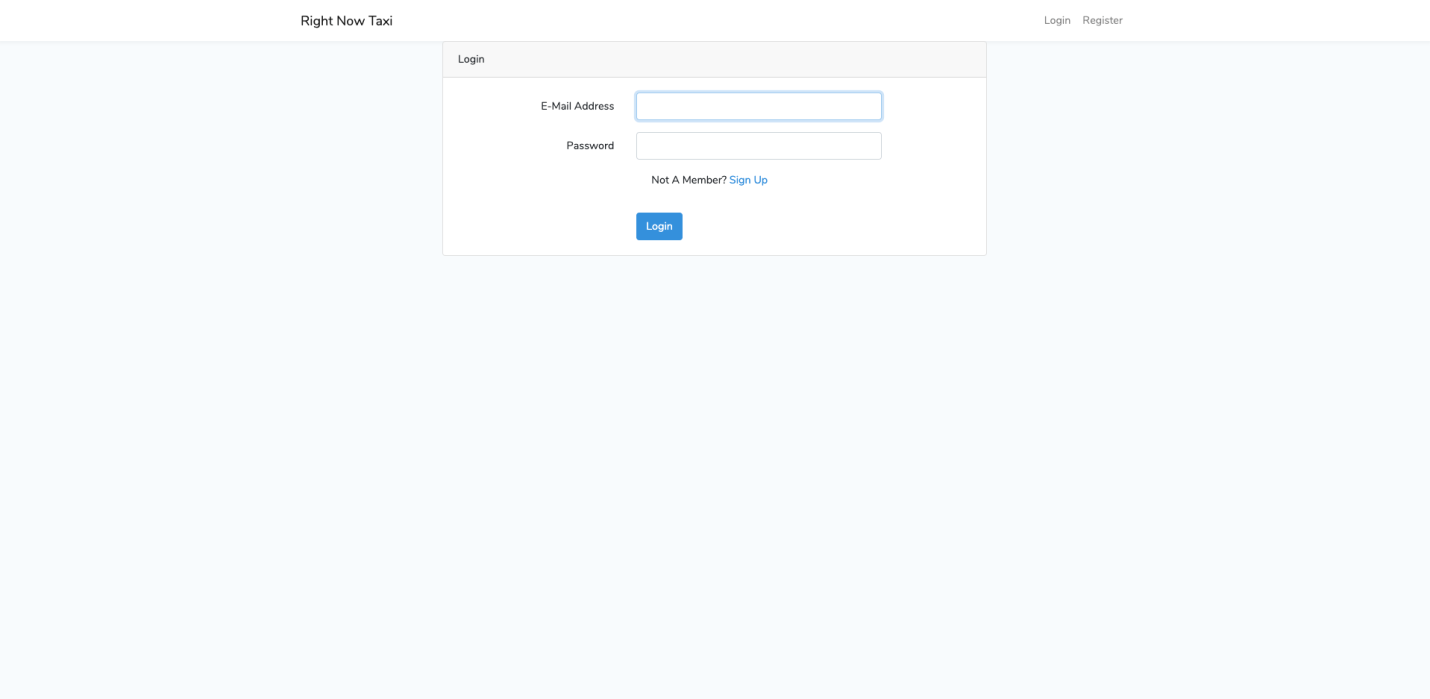 Right Now Taxi
Login Register
Login
E-Mail Address
Password
Not A Member? Sign Up
Login